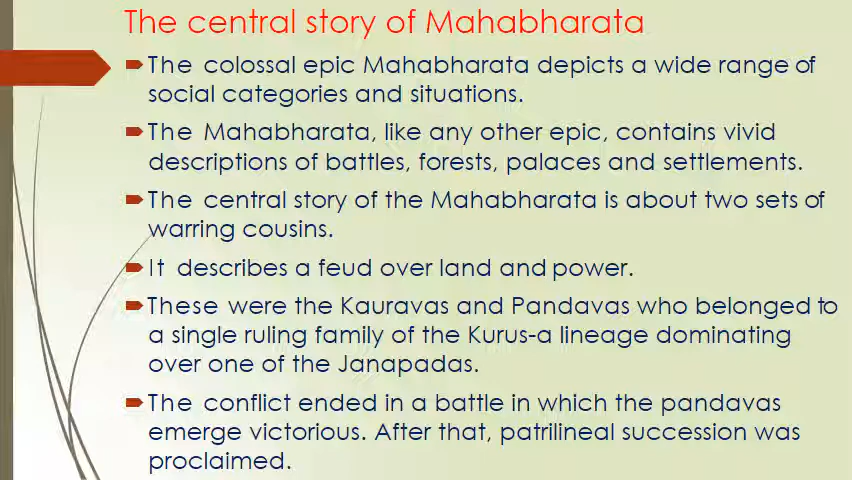 The central story of Mahabharata
The colossal epic Mahabharata depicts a wide range of
social categories and situations.
The Mahabharata, like any other epic, contains vivid
descriptions of battles, forests, palaces and settlements.
The central story of the Mahabharata is about two sets of
warring cousins.
It describes a feud over land and power.
These were the Kauravas and Pandavas who belonged to
a single ruling family of the Kurus-a lineage dominating
over one of the Janapadas.
The conflict ended in a battle in which the pandavas
emerge victorious. After that, patrilineal succession was
proclaimed.